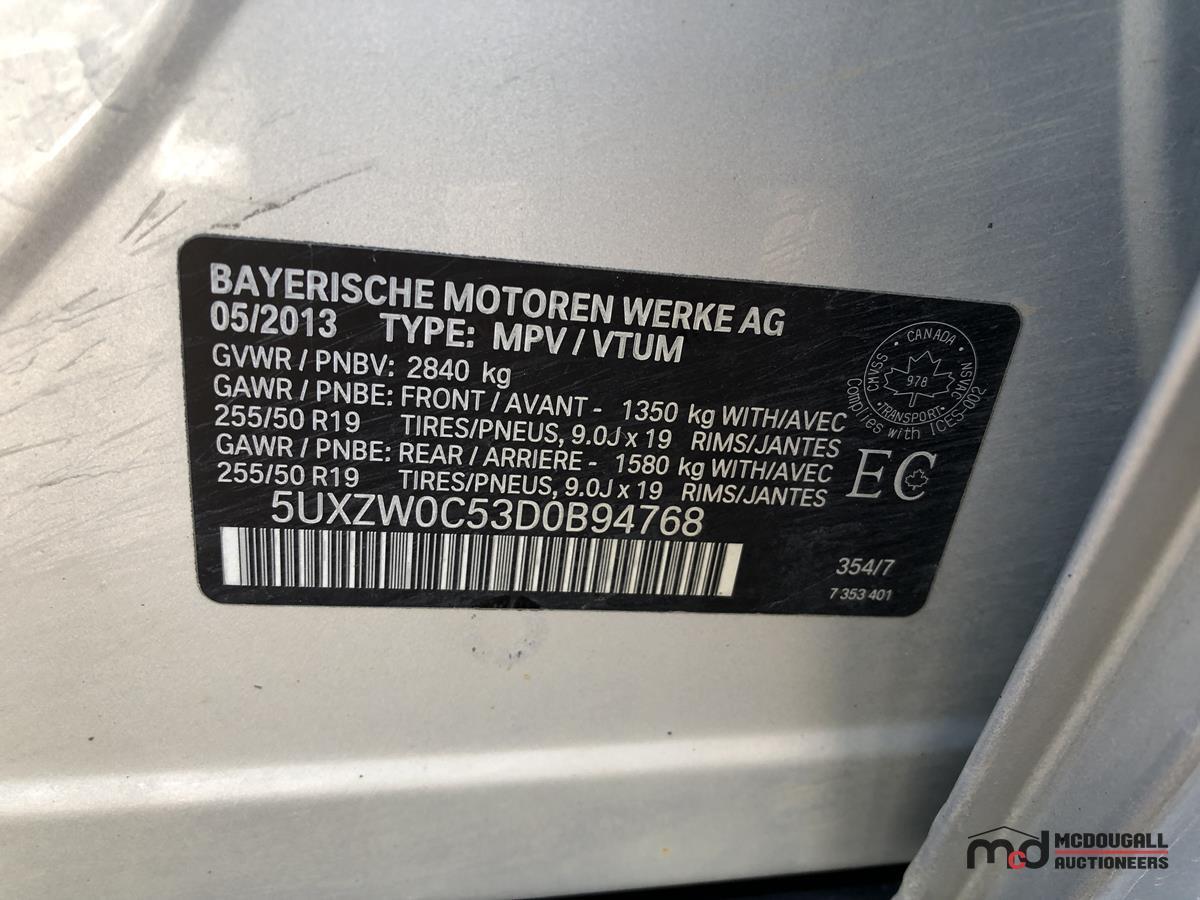 BAYERISCHE MOTOREN WERKE AG
05/2013 TYPE: MPV / VTUM
GVWR / PNBV: 2840 kg
GAWR / PNBE: FRONT / AVANT - 1350 kg WITH/AVEC
255/50 R19 TIRES/PNEUS, 9.0J x 19 RIMS/JANTES
GAWR / PNBE: REAR / ARRIERE - 1580 kg WITH/AVEC
255/50 R19 TIRES/PNEUS, 9.0J x 19 RIMS/JANTES
5UXZW0C53D0B94768
CANADA
CMVSS · NSVAC
978
TRANSPORT
Complies with ICES-002
EC
354/7
7 353 401
mcd MCDOUGALL
AUCTIONEERS